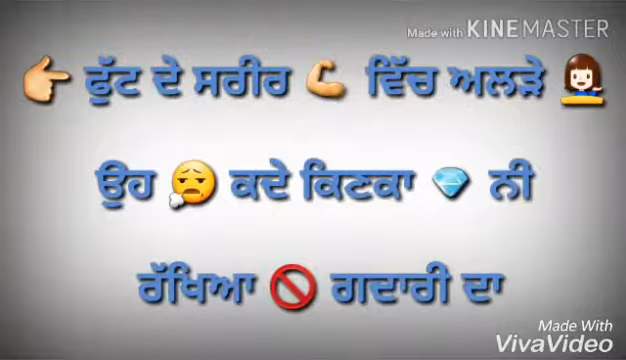 Made with KINEMASTER
👉 ਫੁੱਟ ਦੇ ਸਰੀਰ 💪 ਵਿੱਚ ਅਲੜੇ 💁
ਉਹ 😮‍💨 ਕਦੇ ਕਿਣਕਾ 💎 ਨੀ
ਰੱਖਿਆ 🚫 ਗਦਾਰੀ ਦਾ
Made With
VivaVideo